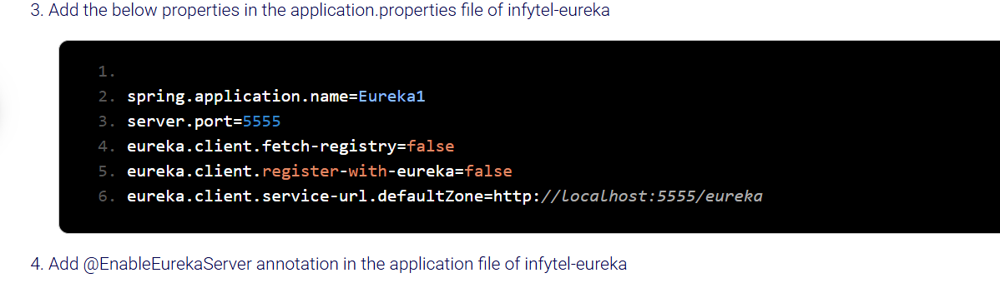 3. Add the below properties in the application.properties file of infytel-eureka
1.
2. spring.application.name=Eureka1
3. server.port=5555
4. eureka.client.fetch-registry=false
5. eureka.client.register-with-eureka=false
6. eureka.client.service-url.defaultZone=http://localhost:5555/eureka
4. Add @EnableEurekaServer annotation in the application file of infytel-eureka